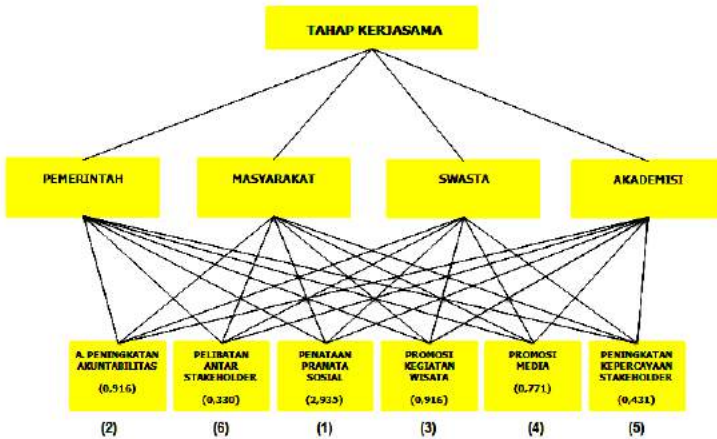 TAHAP KERJASAMA
PEMERINTAH
MASYARAKAT
SWASTA
AKADEMISI
A. PENINGKATAN
AKUNTABILITAS
(0.916)
PELIBATAN
ANTAR
STAKEHOLDER
(0,330)
PENATAAN
PRANATA
SOSIAL
(2,935)
PROMOSI
KEGIATAN
WISATA
(0,916)
PROMOSI
MEDIA
(0,771)
PENINGKATAN
KEPERCAYAAN
STAKEHOLDER
(0,431)
(2)
(6)
(1)
(3)
(4)
(5)